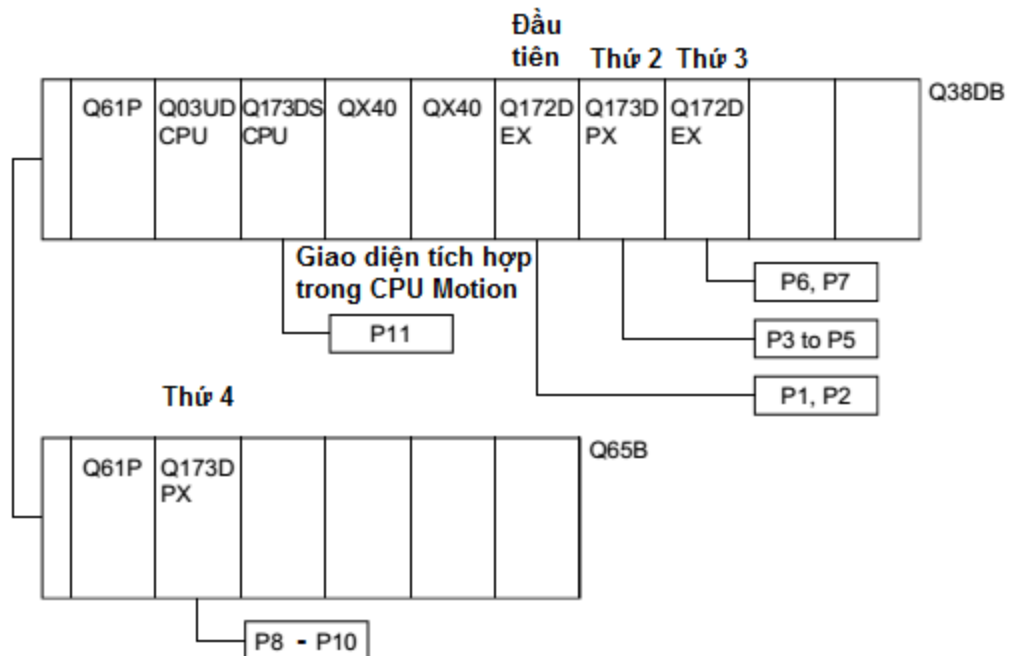 Đầu
tiên Thứ 2 Thứ 3
Q38DB
Q61P Q03UD Q173DS QX40 QX40 Q172D Q173D Q172D
CPU CPU EX PX EX
Giao diện tích hợp
trong CPU Motion
P6, P7
P11
P3 to P5
P1, P2
Thứ 4
Q65B
Q61P Q173D
PX
P8 - P10